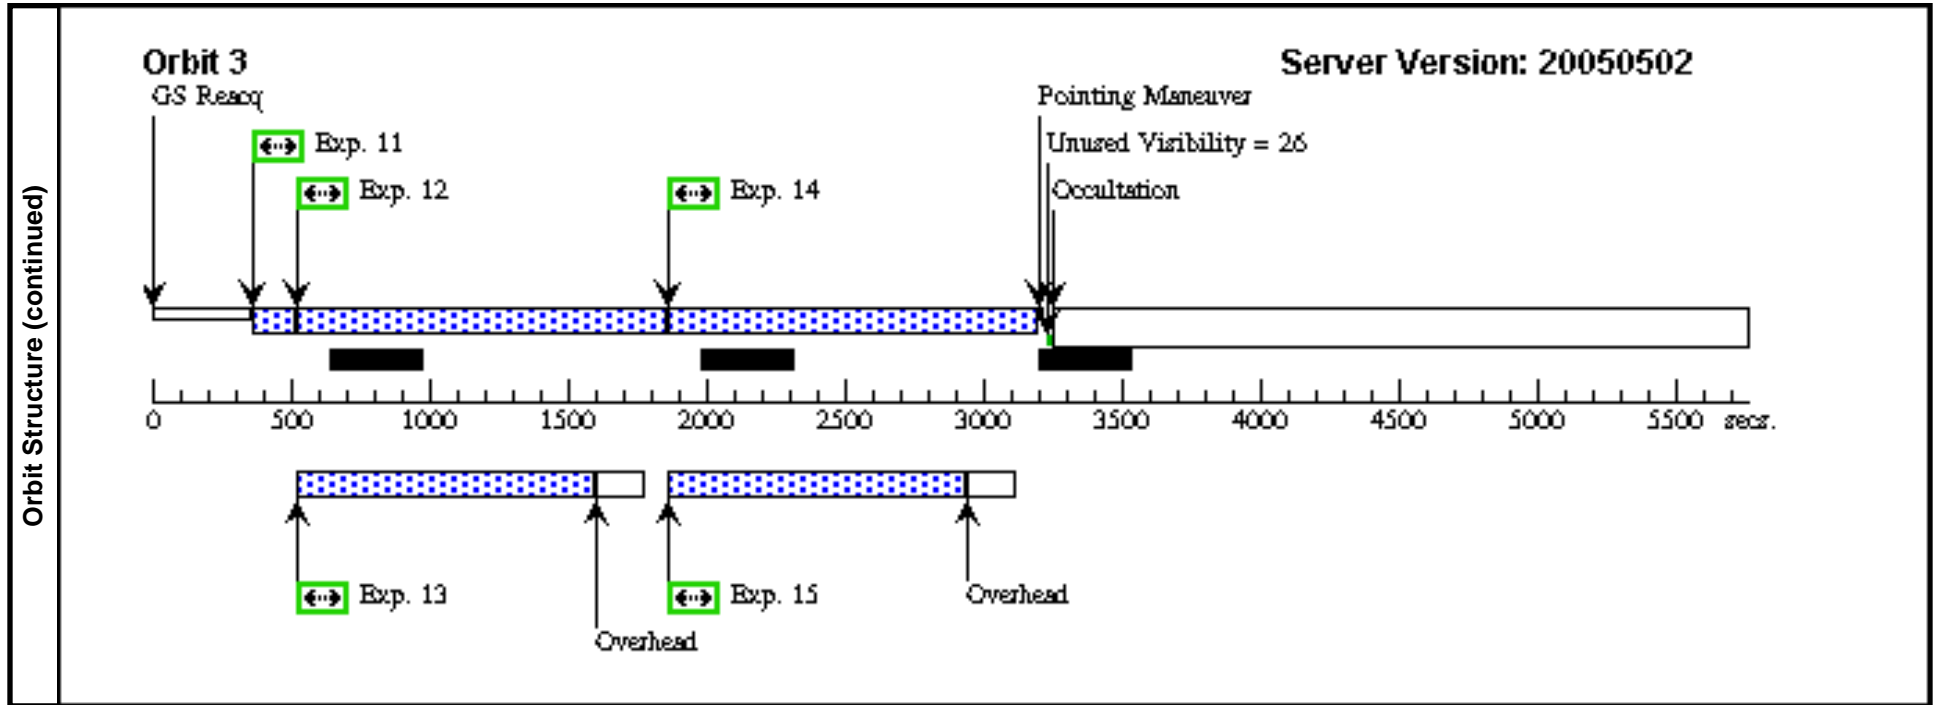 Orbit Structure (continued)
Orbit 3
Server Version: 20050502
GS Reacq
Pointing Maneuver
Exp. 11
Unused Visibility = 26
Exp. 12
Exp. 14
Occultation
0 500 1000 1500 2000 2500 3000 3500 4000 4500 5000 5500 secs.
Exp. 13
Exp. 15
Overhead
Overhead